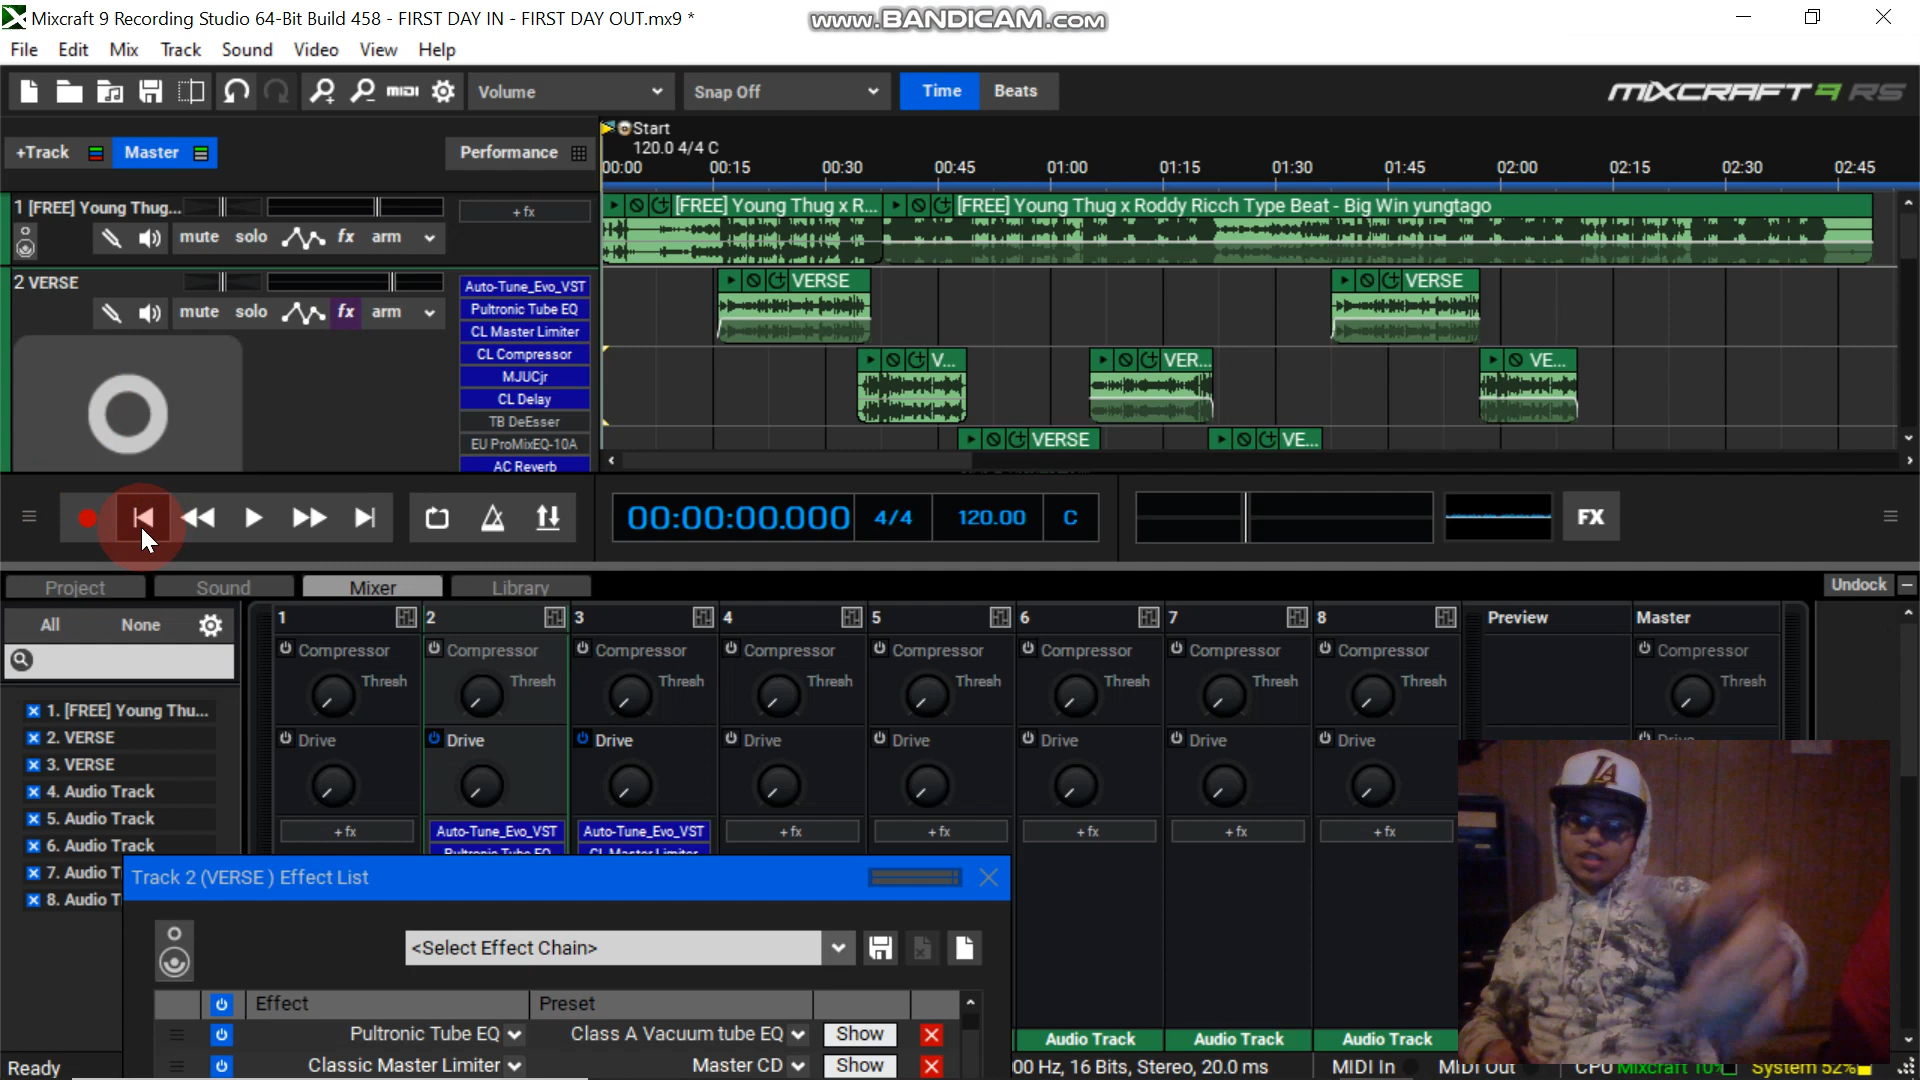 Mixcraft 9 Recording Studio 64-Bit Build 458 - FIRST DAY IN - FIRST DAY OUT.mx9 *
www.BANDICAM.com
File Edit Mix Track Sound Video View Help
MIDI Volume Snap Off Time Beats
MIXCRAFT 9 RS
+Track Master Performance
Start
120.0 4/4 C
00:00 00:15 00:30 00:45 01:00 01:15 01:30 01:45 02:00 02:15 02:30 02:45
1 [FREE] Young Thug...
+ fx
[FREE] Young Thug x R...
[FREE] Young Thug x Roddy Ricch Type Beat - Big Win yungtago
mute solo fx arm
2 VERSE
mute solo fx arm
Auto-Tune_Evo_VST
Pultronic Tube EQ
CL Master Limiter
CL Compressor
MJUCjr
CL Delay
TB DeEsser
EU ProMixEQ-10A
AC Reverb
VERSE VERSE
V... VER... VE...
VERSE VE...
00:00:00.000 4/4 120.00 C
FX
Project Sound Mixer Library
Undock
All None
1. [FREE] Young Thu...
2. VERSE
3. VERSE
4. Audio Track
5. Audio Track
6. Audio Track
7. Audio T
8. Audio T
1 2 3 4 5 6 7 8 Preview Master
Compressor Compressor Compressor Compressor Compressor Compressor Compressor Compressor Compressor
Thresh Thresh Thresh Thresh Thresh Thresh Thresh Thresh Thresh
Drive Drive Drive Drive Drive Drive Drive Drive Drive
+ fx Auto-Tune_Evo_VST Auto-Tune_Evo_VST + fx + fx + fx + fx + fx
Pultronic Tube EQ CL Master Limiter
Track 2 (VERSE ) Effect List
<Select Effect Chain>
Effect Preset
Pultronic Tube EQ Class A Vacuum tube EQ Show
Classic Master Limiter Master CD Show
Audio Track Audio Track Audio Track
LA
Ready
00 Hz, 16 Bits, Stereo, 20.0 ms MIDI In MIDI Out CPU Mixcraft 10% System 52%